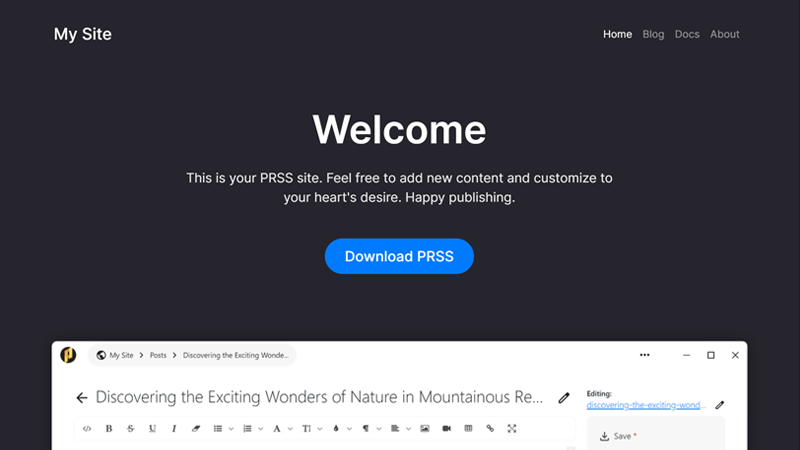 My Site
Home Blog Docs About
Welcome
This is your PRSS site. Feel free to add new content and customize to
your heart's desire. Happy publishing.
Download PRSS
My Site > Posts > Discovering the Exciting Wonde...
Discovering the Exciting Wonders of Nature in Mountainous Re...
Editing:
discovering-the-exciting-wond...
Save *